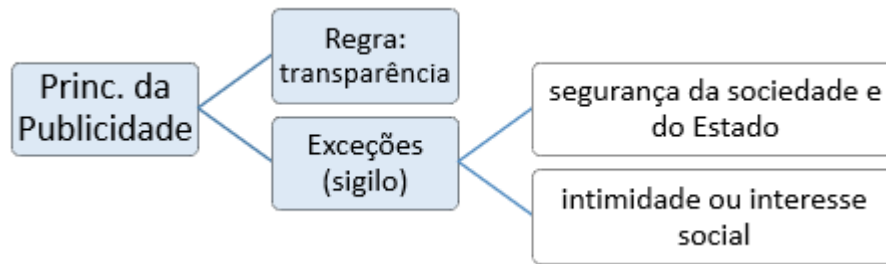 Princ. da
Publicidade
Regra:
transparência
Exceções
(sigilo)
segurança da sociedade e
do Estado
intimidade ou interesse
social